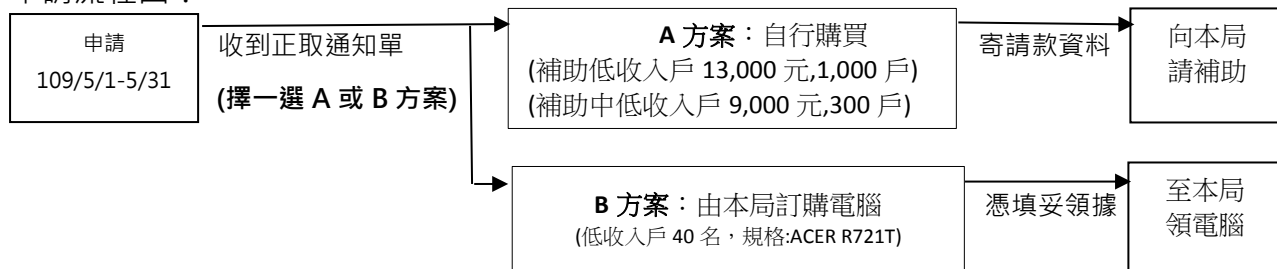 申請
109/5/1-5/31
收到正取通知單
(擇一選 A 或 B 方案)
A 方案：自行購買
(補助低收入戶 13,000 元,1,000 戶)
(補助中低收入戶 9,000 元,300 戶)
寄請款資料
向本局
請補助
B 方案：由本局訂購電腦
(低收入戶 40 名，規格:ACER R721T)
憑填妥領據
至本局
領電腦